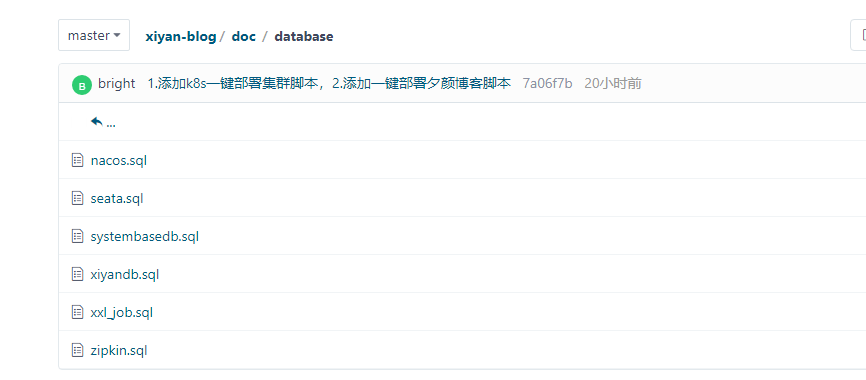 master xiyan-blog / doc / database
B bright 1.添加k8s一键部署集群脚本，2.添加一键部署夕颜博客脚本 7a06f7b 20小时前
...
nacos.sql
seata.sql
systembasedb.sql
xiyandb.sql
xxl_job.sql
zipkin.sql